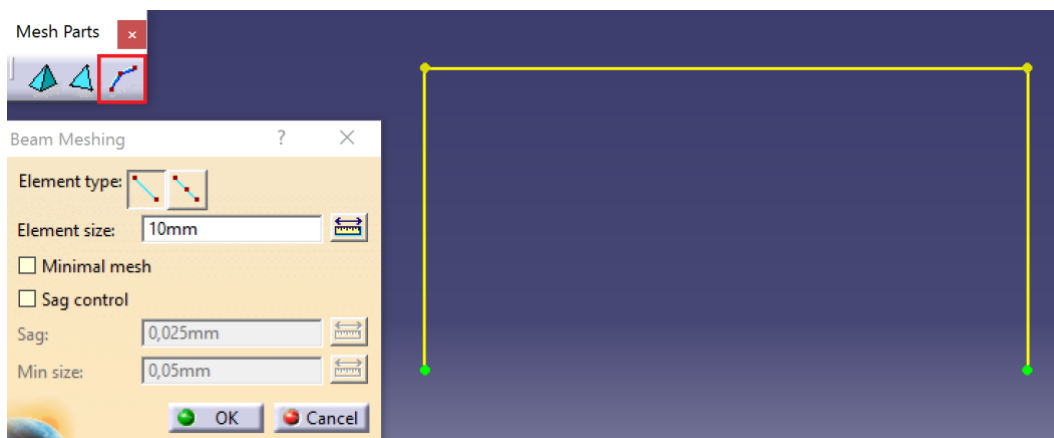 Mesh Parts ×
Beam Meshing ? ×
Element type:
Element size: 10mm
Minimal mesh
Sag control
Sag: 0,025mm
Min size: 0,05mm
OK Cancel